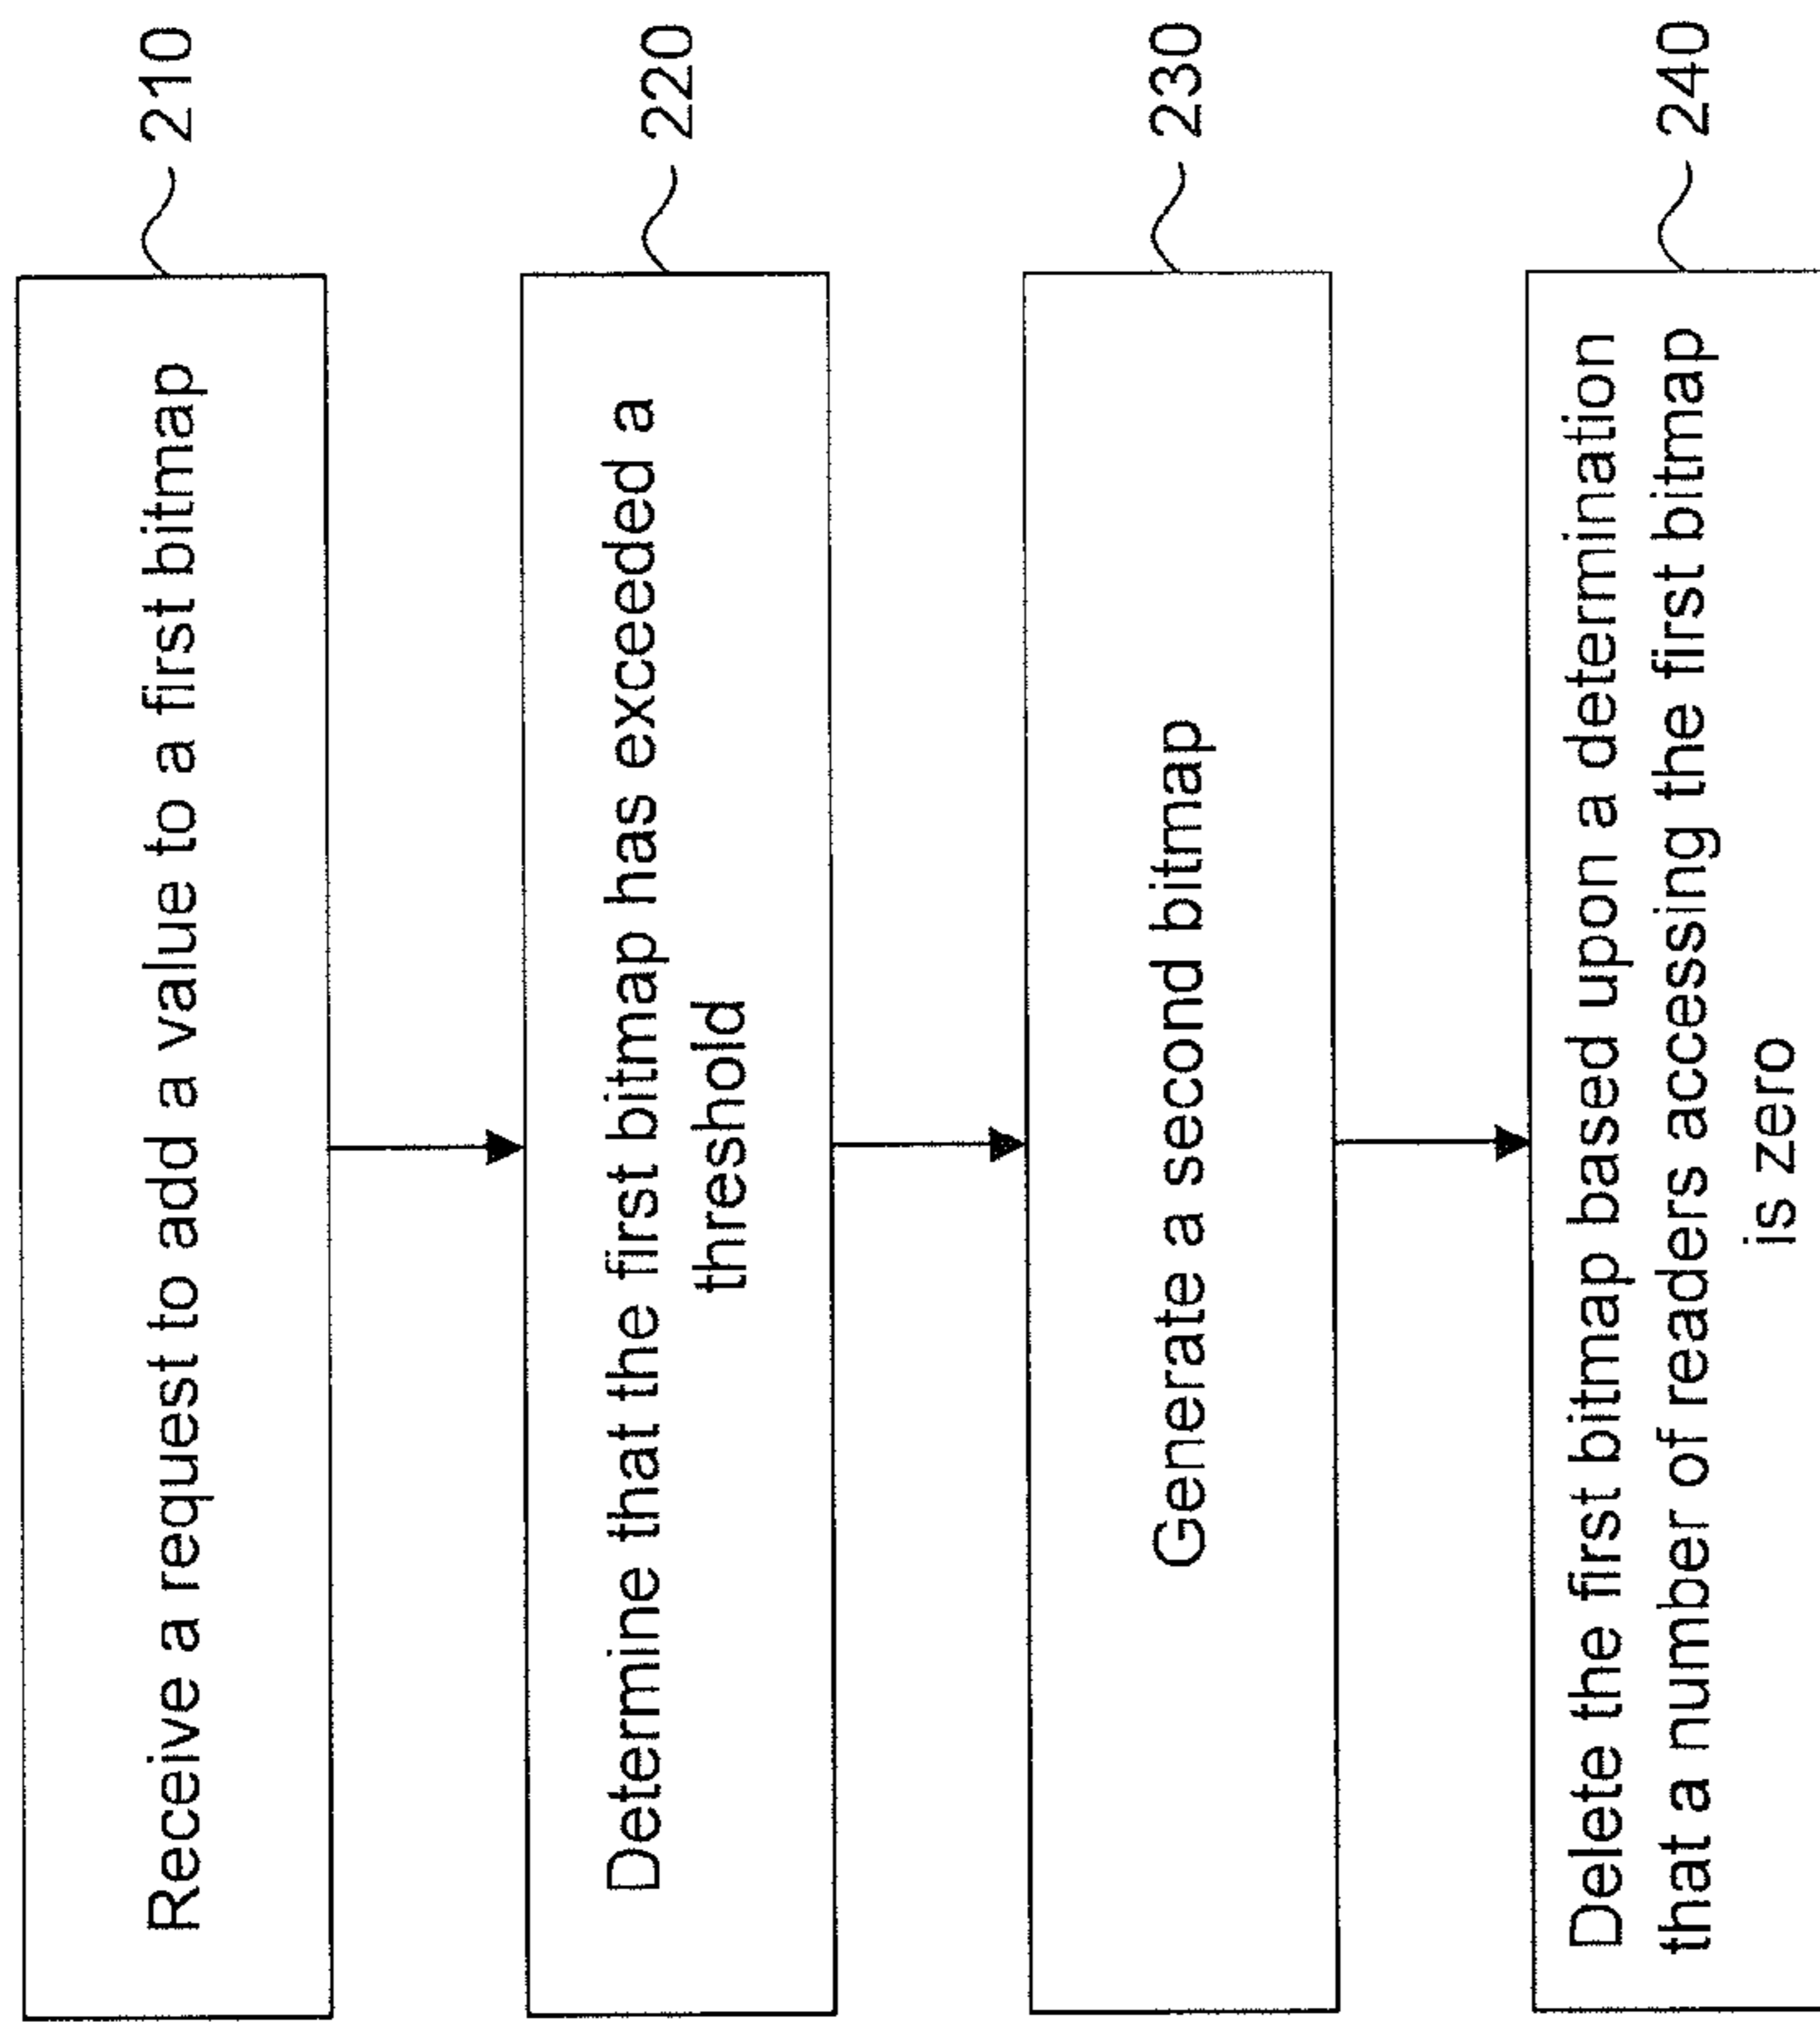 Receive a request to add a value to a first bitmap
210
Determine that the first bitmap has exceeded a
threshold
220
Generate a second bitmap
230
Delete the first bitmap based upon a determination
that a number of readers accessing the first bitmap
is zero
240